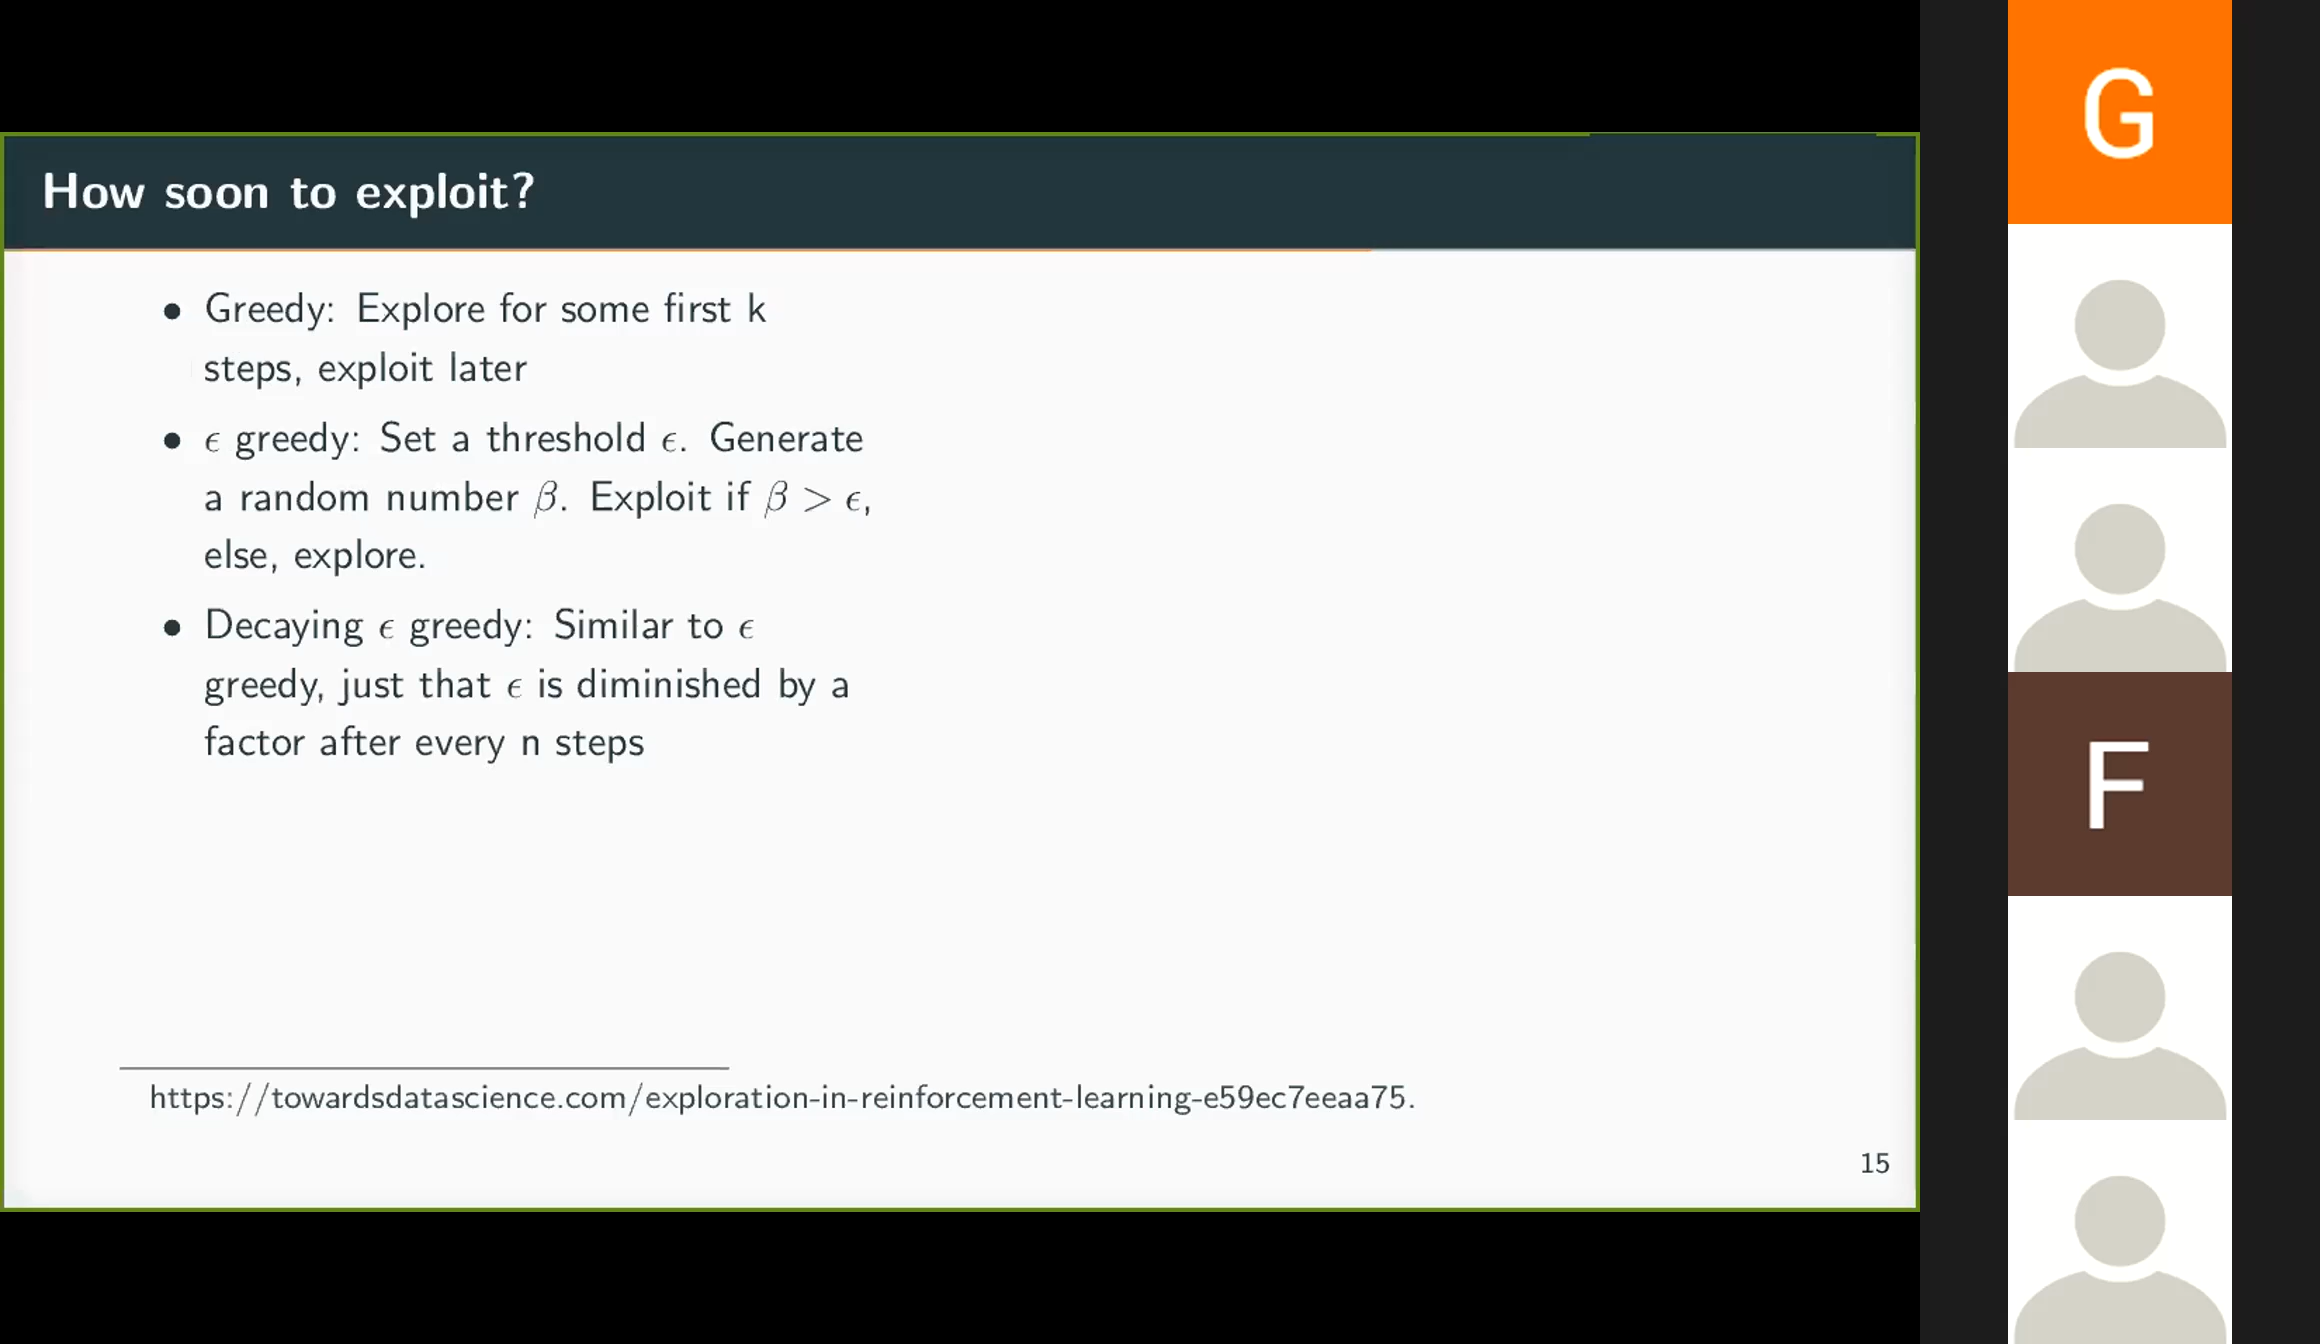 How soon to exploit?
• Greedy: Explore for some first k
steps, exploit later
• ϵ greedy: Set a threshold ϵ. Generate
a random number β. Exploit if β > ϵ,
else, explore.
• Decaying ϵ greedy: Similar to ϵ
greedy, just that ϵ is diminished by a
factor after every n steps
https://towardsdatascience.com/exploration-in-reinforcement-learning-e59ec7eeaa75.
15
G
F